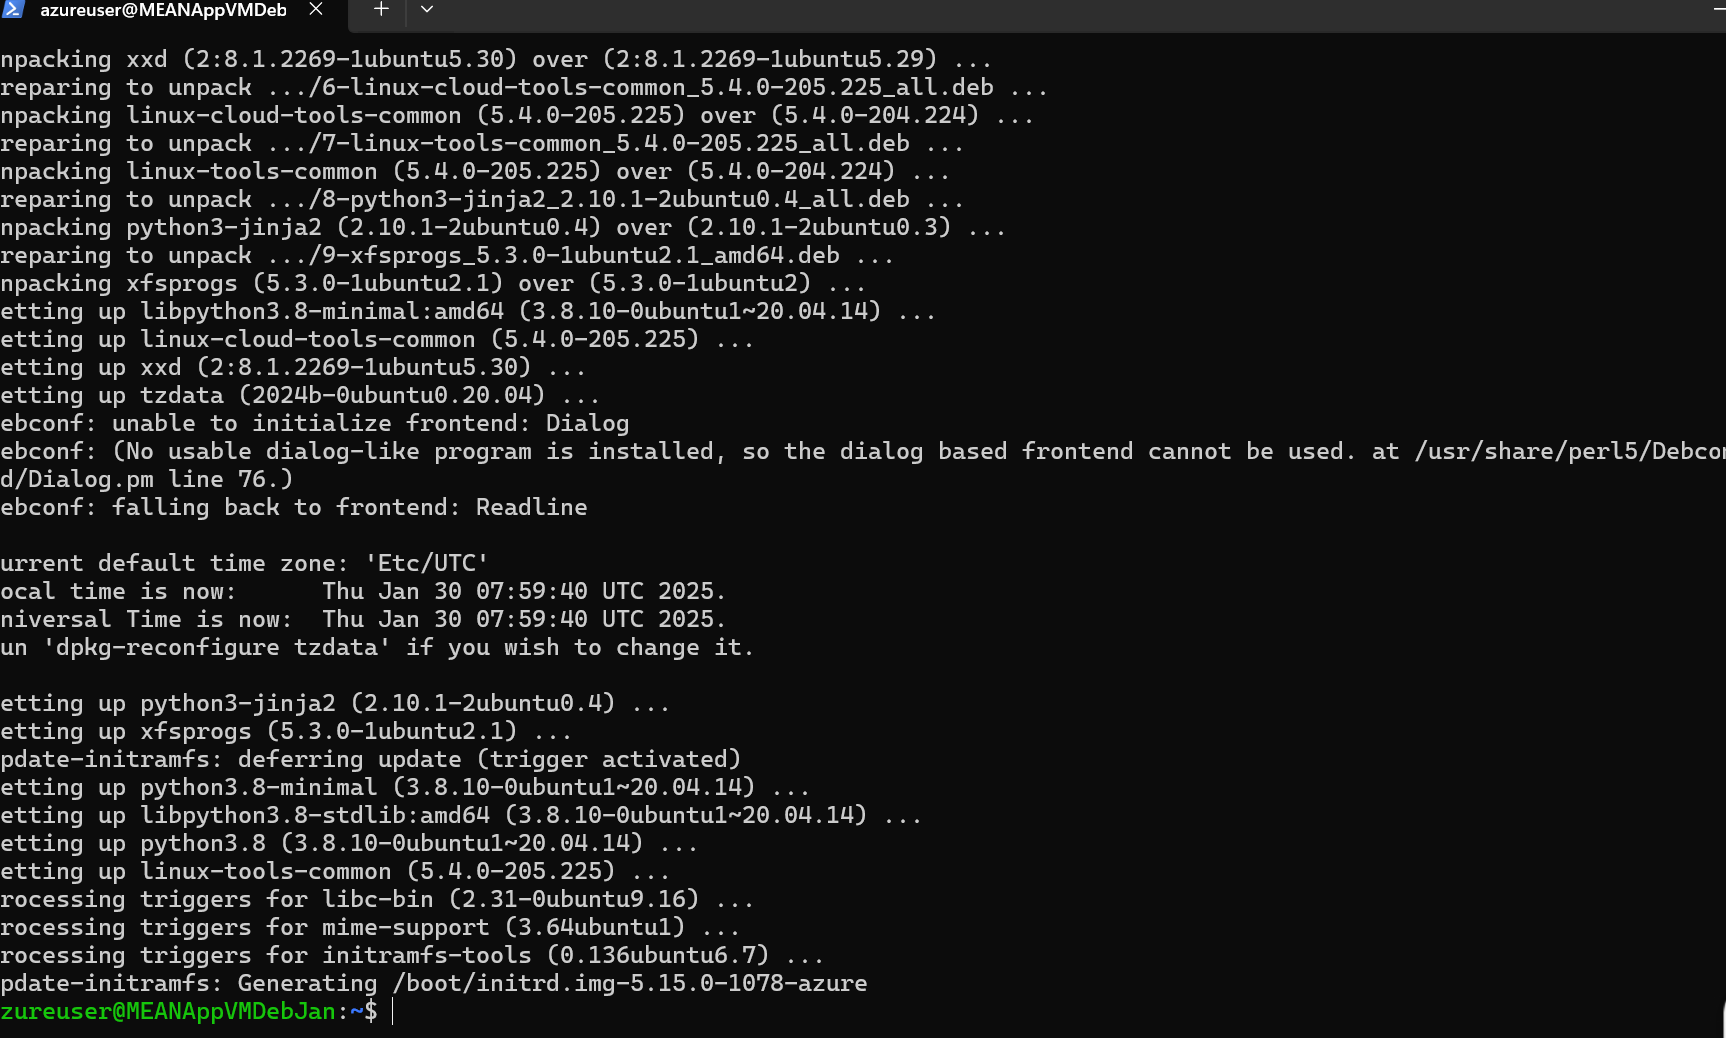 azureuser@MEANAppVMDeb
npacking xxd (2:8.1.2269-1ubuntu5.30) over (2:8.1.2269-1ubuntu5.29) ...
reparing to unpack .../6-linux-cloud-tools-common_5.4.0-205.225_all.deb ...
npacking linux-cloud-tools-common (5.4.0-205.225) over (5.4.0-204.224) ...
reparing to unpack .../7-linux-tools-common_5.4.0-205.225_all.deb ...
npacking linux-tools-common (5.4.0-205.225) over (5.4.0-204.224) ...
reparing to unpack .../8-python3-jinja2_2.10.1-2ubuntu0.4_all.deb ...
npacking python3-jinja2 (2.10.1-2ubuntu0.4) over (2.10.1-2ubuntu0.3) ...
reparing to unpack .../9-xfsprogs_5.3.0-1ubuntu2.1_amd64.deb ...
npacking xfsprogs (5.3.0-1ubuntu2.1) over (5.3.0-1ubuntu2) ...
etting up libpython3.8-minimal:amd64 (3.8.10-0ubuntu1~20.04.14) ...
etting up linux-cloud-tools-common (5.4.0-205.225) ...
etting up xxd (2:8.1.2269-1ubuntu5.30) ...
etting up tzdata (2024b-0ubuntu0.20.04) ...
ebconf: unable to initialize frontend: Dialog
ebconf: (No usable dialog-like program is installed, so the dialog based frontend cannot be used. at /usr/share/perl5/Debcon
d/Dialog.pm line 76.)
ebconf: falling back to frontend: Readline
urrent default time zone: 'Etc/UTC'
ocal time is now:      Thu Jan 30 07:59:40 UTC 2025.
niversal Time is now:  Thu Jan 30 07:59:40 UTC 2025.
un 'dpkg-reconfigure tzdata' if you wish to change it.
etting up python3-jinja2 (2.10.1-2ubuntu0.4) ...
etting up xfsprogs (5.3.0-1ubuntu2.1) ...
pdate-initramfs: deferring update (trigger activated)
etting up python3.8-minimal (3.8.10-0ubuntu1~20.04.14) ...
etting up libpython3.8-stdlib:amd64 (3.8.10-0ubuntu1~20.04.14) ...
etting up python3.8 (3.8.10-0ubuntu1~20.04.14) ...
etting up linux-tools-common (5.4.0-205.225) ...
rocessing triggers for libc-bin (2.31-0ubuntu9.16) ...
rocessing triggers for mime-support (3.64ubuntu1) ...
rocessing triggers for initramfs-tools (0.136ubuntu6.7) ...
pdate-initramfs: Generating /boot/initrd.img-5.15.0-1078-azure
zureuser@MEANAppVMDebJan:~$